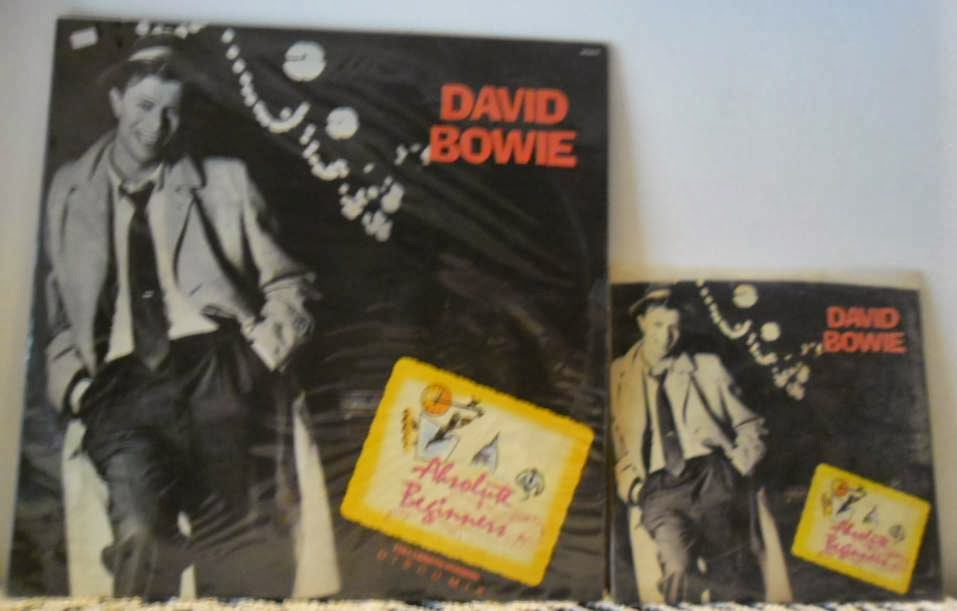 DAVID
BOWIE
Absolute
Beginners
DAVID
BOWIE
Absolute
Beginners